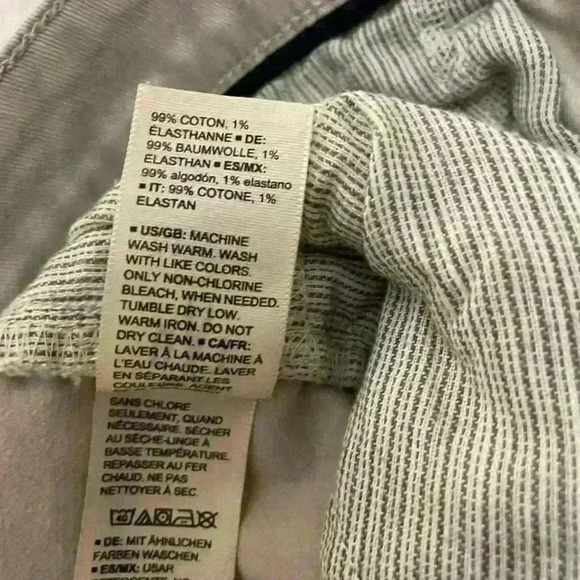 99% COTON, 1%
ÉLASTHANNE ▪ DE:
99% BAUMWOLLE, 1%
ELASTHAN ▪ ES/MX:
99% algodón, 1% elastano
▪ IT: 99% COTONE, 1%
ELASTAN
▪ US/GB: MACHINE
WASH WARM. WASH
WITH LIKE COLORS.
ONLY NON-CHLORINE
BLEACH, WHEN NEEDED.
TUMBLE DRY LOW.
WARM IRON. DO NOT
DRY CLEAN. ▪ CA/FR:
LAVER À LA MACHINE À
L'EAU CHAUDE. LAVER
EN SÉPARANT LES
COULEURS. AGENT
SANS CHLORE
SEULEMENT, QUAND
NÉCESSAIRE. SÉCHER
AU SÈCHE-LINGE À
BASSE TEMPÉRATURE.
REPASSER AU FER
CHAUD. NE PAS
NETTOYER À SEC.
40
▪ DE: MIT ÄHNLICHEN
FARBEN WASCHEN.
▪ ES/MX: USAR